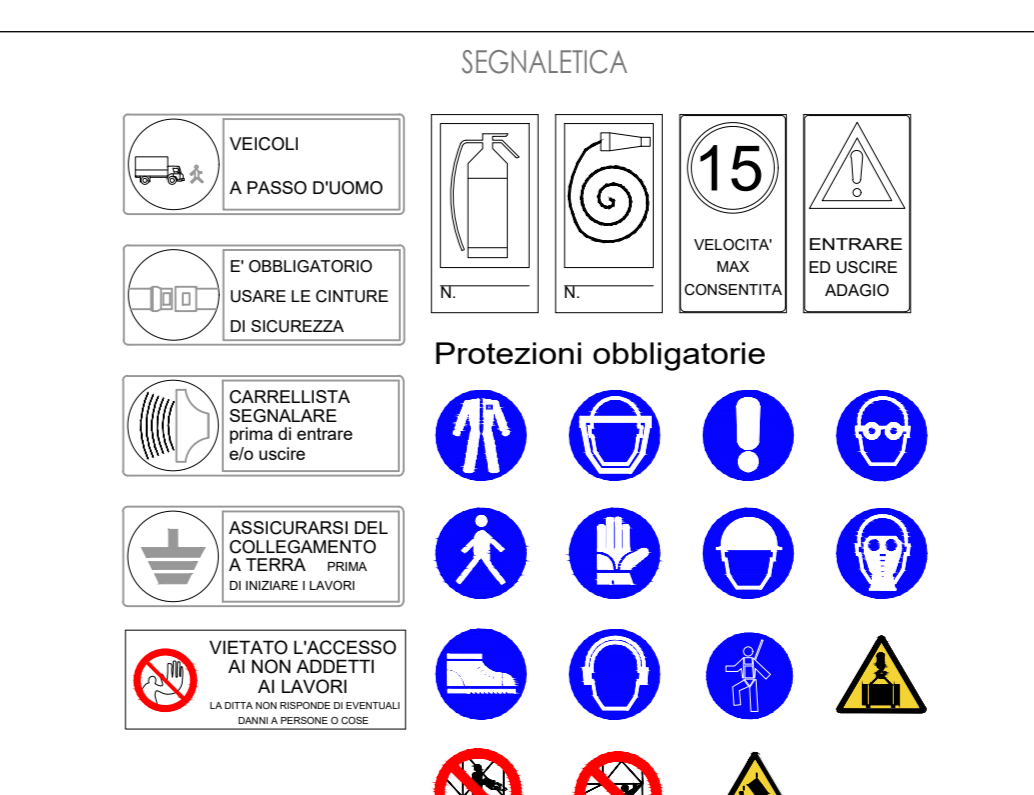 SEGNALETICA
VEICOLI
A PASSO D'UOMO
E' OBBLIGATORIO
USARE LE CINTURE
DI SICUREZZA
CARRELLISTA
SEGNALARE
prima di entrare
e/o uscire
ASSICURARSI DEL
COLLEGAMENTO
A TERRA PRIMA
DI INIZIARE I LAVORI
VIETATO L'ACCESSO
AI NON ADDETTI
AI LAVORI
LA DITTA NON RISPONDE DI EVENTUALI
DANNI A PERSONE O COSE
N.
N.
15
VELOCITA'
MAX
CONSENTITA
ENTRARE
ED USCIRE
ADAGIO
Protezioni obbligatorie